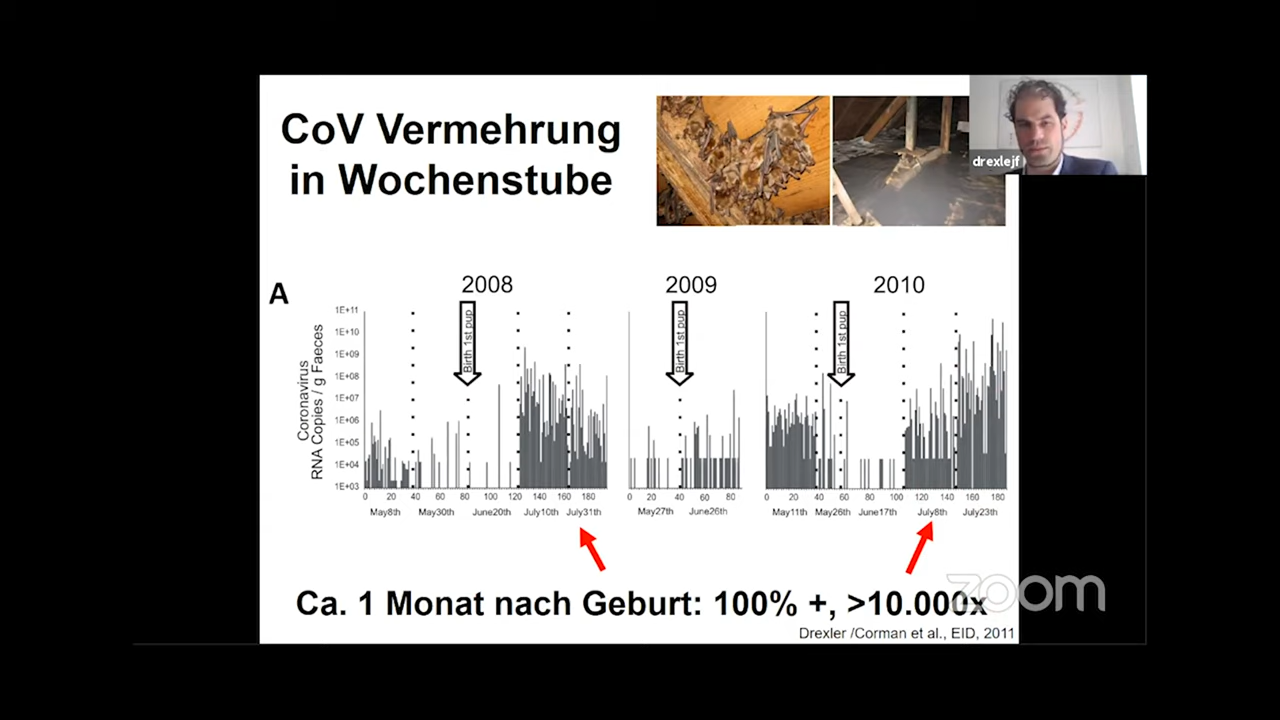 CoV Vermehrung
in Wochenstube
drexlejf
A
2008
2009
2010
Birth 1st pup
Birth 1st pup
Birth 1st pup
Coronavirus
RNA Copies / g Faeces
1E+11
1E+10
1E+09
1E+08
1E+07
1E+06
1E+05
1E+04
1E+03
0 20 40 60 80 100 120 140 160 180
0 20 40 60 80
0 20 40 60 80 100 120 140 160 180
May8th May30th June20th July10th July31th
May27th June26th
May11th May26th June17th July8th July23th
zoom
Ca. 1 Monat nach Geburt: 100% +, >10.000x
Drexler /Corman et al., EID, 2011